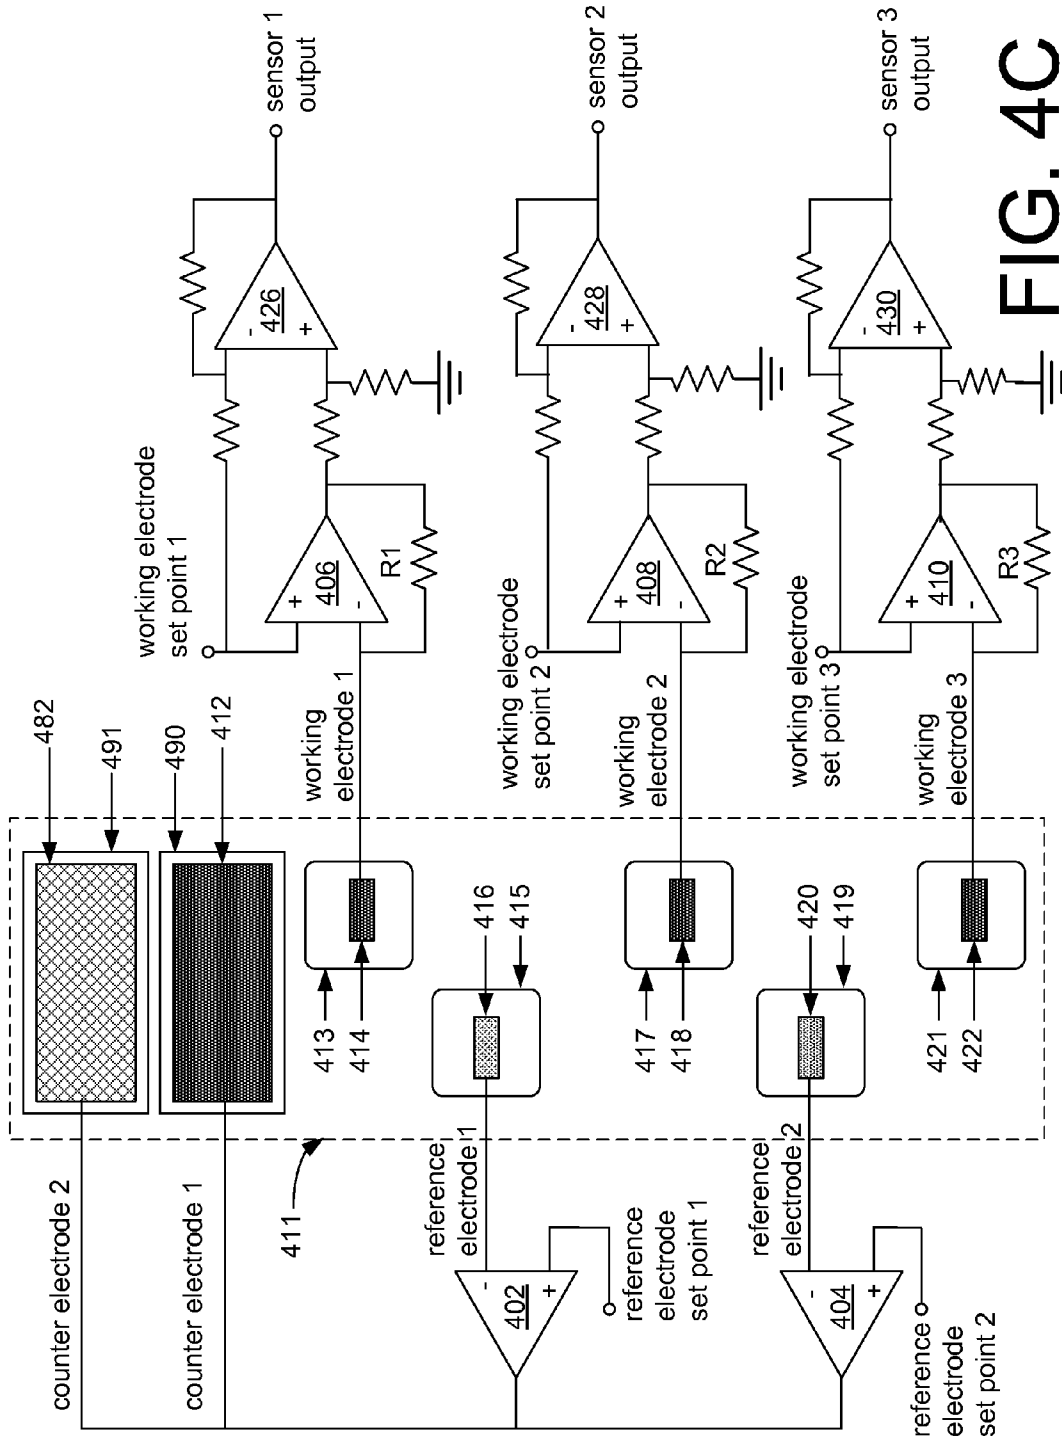 counter electrode 2
counter electrode 1
411
482
491
490
412
reference
electrode 1
-
402
+
reference
electrode
set point 1
reference
electrode 2
-
404
+
reference
electrode
set point 2
413
414
416
415
417
418
420
419
421
422
working
electrode 1
working electrode
set point 1
+
406
-
R1
-
426
+
sensor 1
output
working
electrode 2
working electrode
set point 2
+
408
-
R2
-
428
+
sensor 2
output
working
electrode 3
working electrode
set point 3
+
410
-
R3
-
430
+
sensor 3
output
FIG. 4C